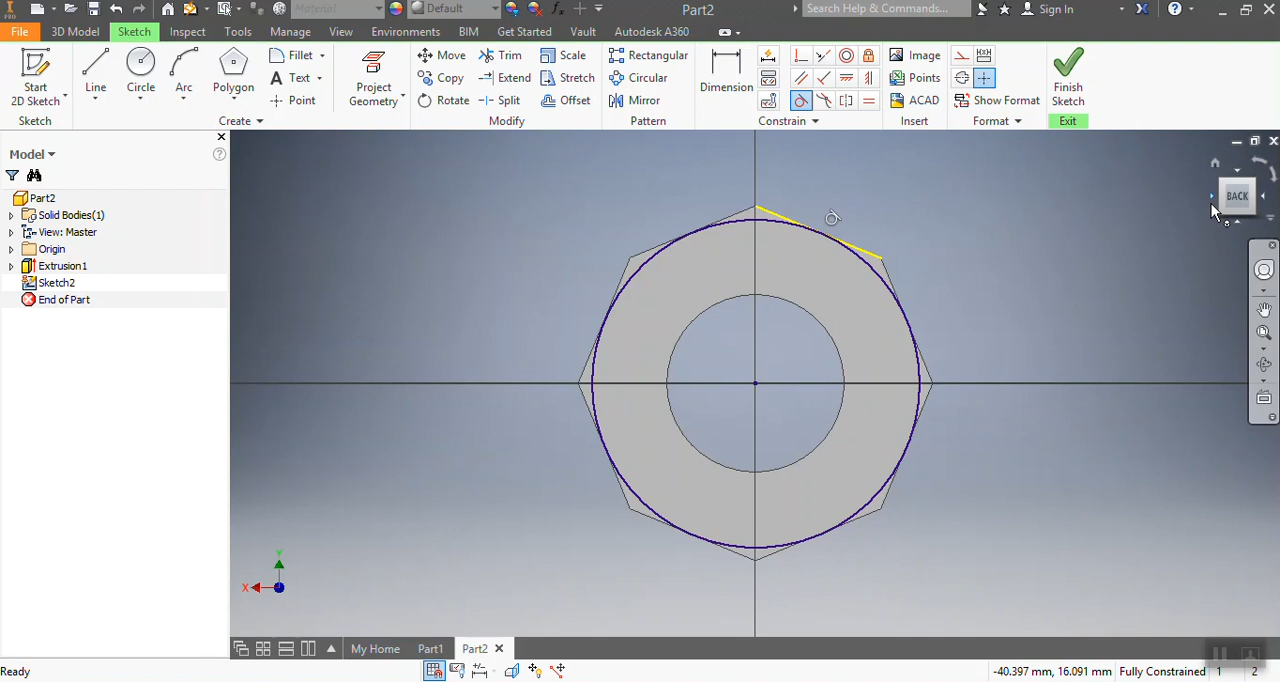 PRO
Material
Default
Part2
Search Help & Commands...
Sign In
File 3D Model Sketch Inspect Tools Manage View Environments BIM Get Started Vault Autodesk A360
Start
2D Sketch
Line
Circle
Arc
Polygon
Fillet
Text
Point
Project
Geometry
Move Trim Scale
Copy Extend Stretch
Rotate Split Offset
Rectangular
Circular
Mirror
Dimension
Image
Points
ACAD
Show Format
Finish
Sketch
Sketch Create Modify Pattern Constrain Insert Format Exit
Model
Part2
Solid Bodies(1)
View: Master
Origin
Extrusion1
Sketch2
End of Part
BACK
Y
X
My Home Part1 Part2
Ready
-40.397 mm, 16.091 mm Fully Constrained 1 2